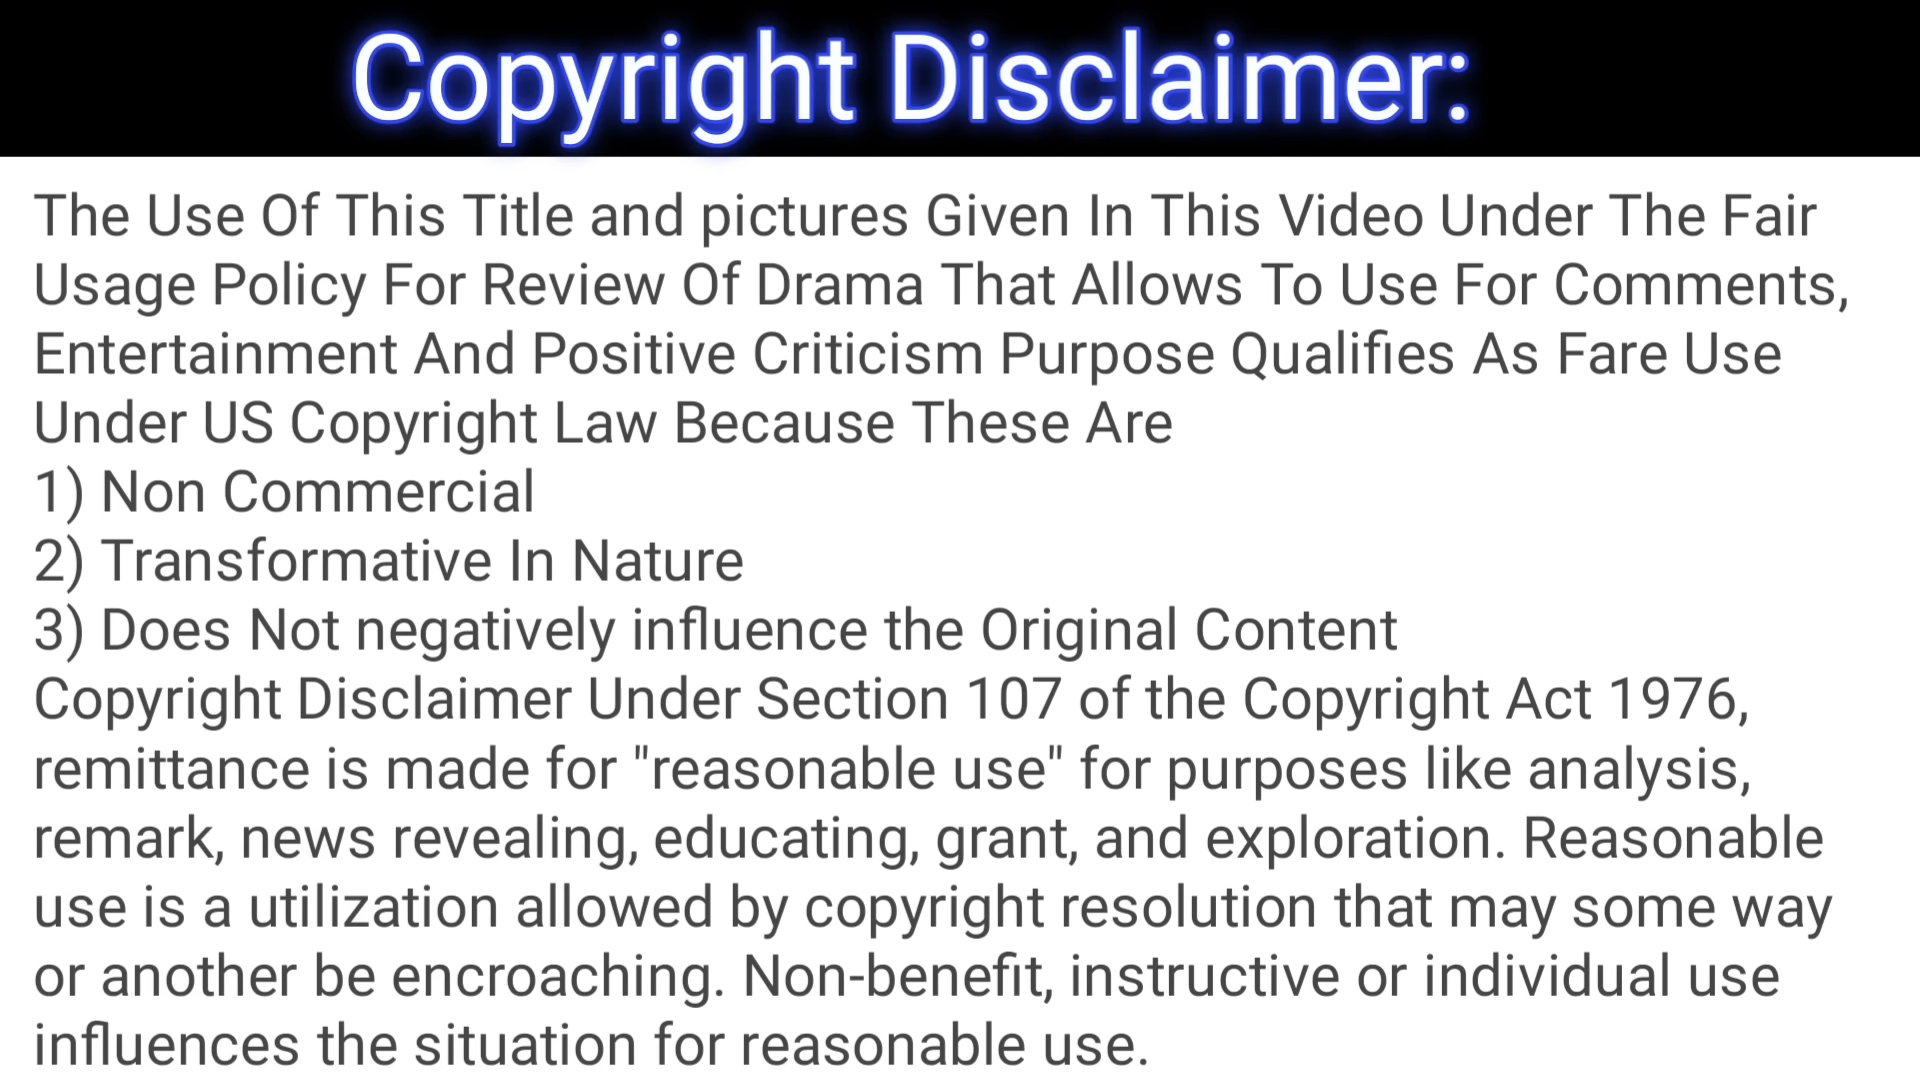 Copyright Disclaimer:
The Use Of This Title and pictures Given In This Video Under The Fair
Usage Policy For Review Of Drama That Allows To Use For Comments,
Entertainment And Positive Criticism Purpose Qualifies As Fare Use
Under US Copyright Law Because These Are
1) Non Commercial
2) Transformative In Nature
3) Does Not negatively influence the Original Content
Copyright Disclaimer Under Section 107 of the Copyright Act 1976,
remittance is made for "reasonable use" for purposes like analysis,
remark, news revealing, educating, grant, and exploration. Reasonable
use is a utilization allowed by copyright resolution that may some way
or another be encroaching. Non-benefit, instructive or individual use
influences the situation for reasonable use.